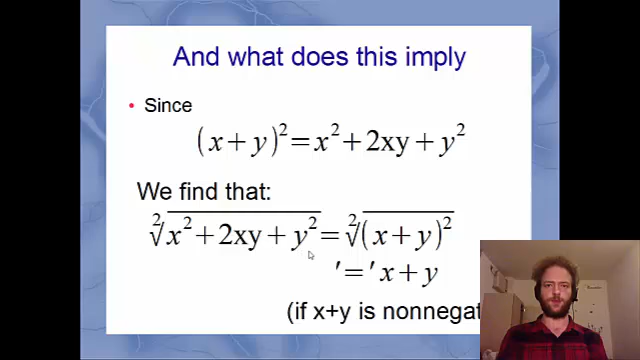 And what does this imply
• Since
(x+y)²=x²+2xy+y²
We find that:
²√x²+2xy+y²=²√(x+y)²
'='x+y
(if x+y is nonnegat